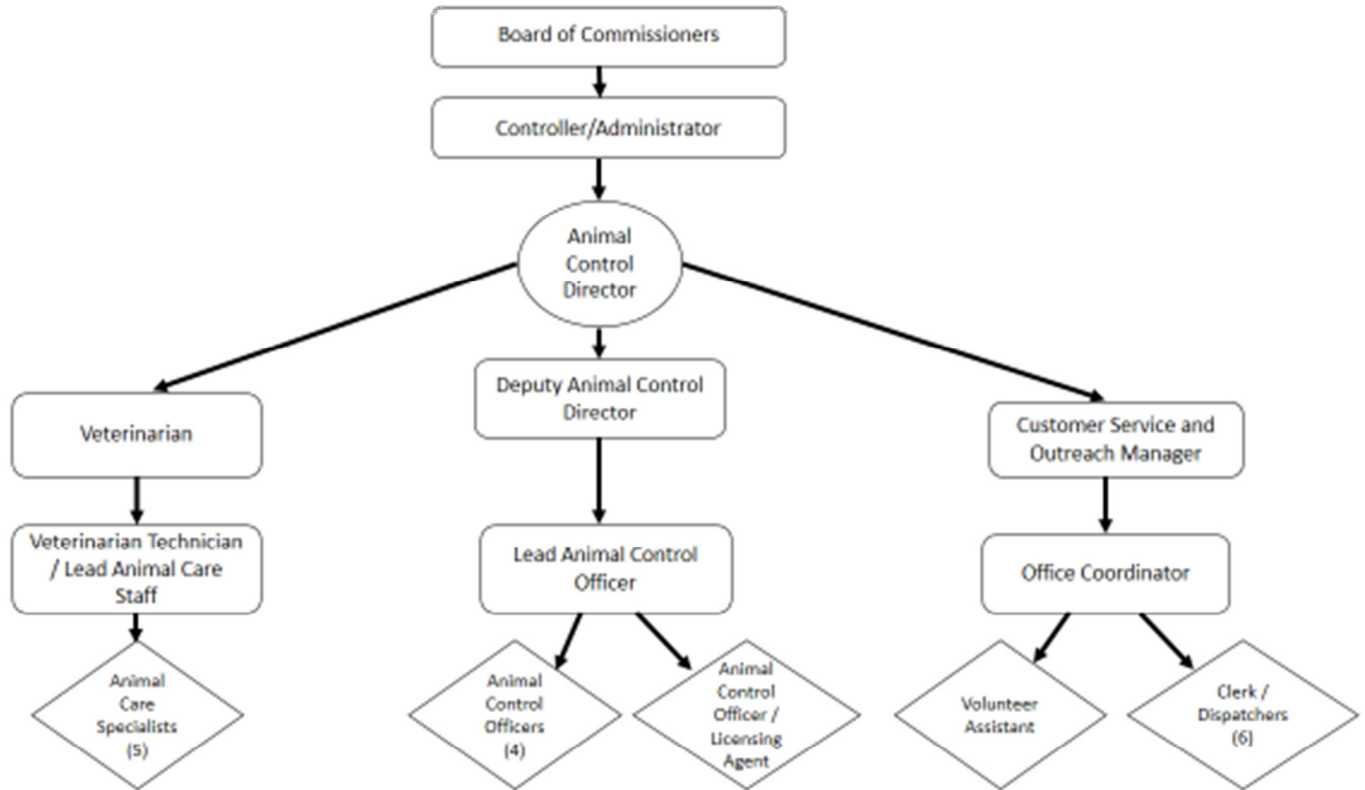 Board of Commissioners
Controller/Administrator
Animal
Control
Director
Deputy Animal Control
Director
Veterinarian
Customer Service and
Outreach Manager
Veterinarian Technician
/ Lead Animal Care
Staff
Lead Animal Control
Officer
Office Coordinator
Animal
Care
Specialists
(5)
Animal
Control
Officers
(4)
Animal
Control
Officer /
Licensing
Agent
Volunteer
Assistant
Clerk /
Dispatchers
(6)